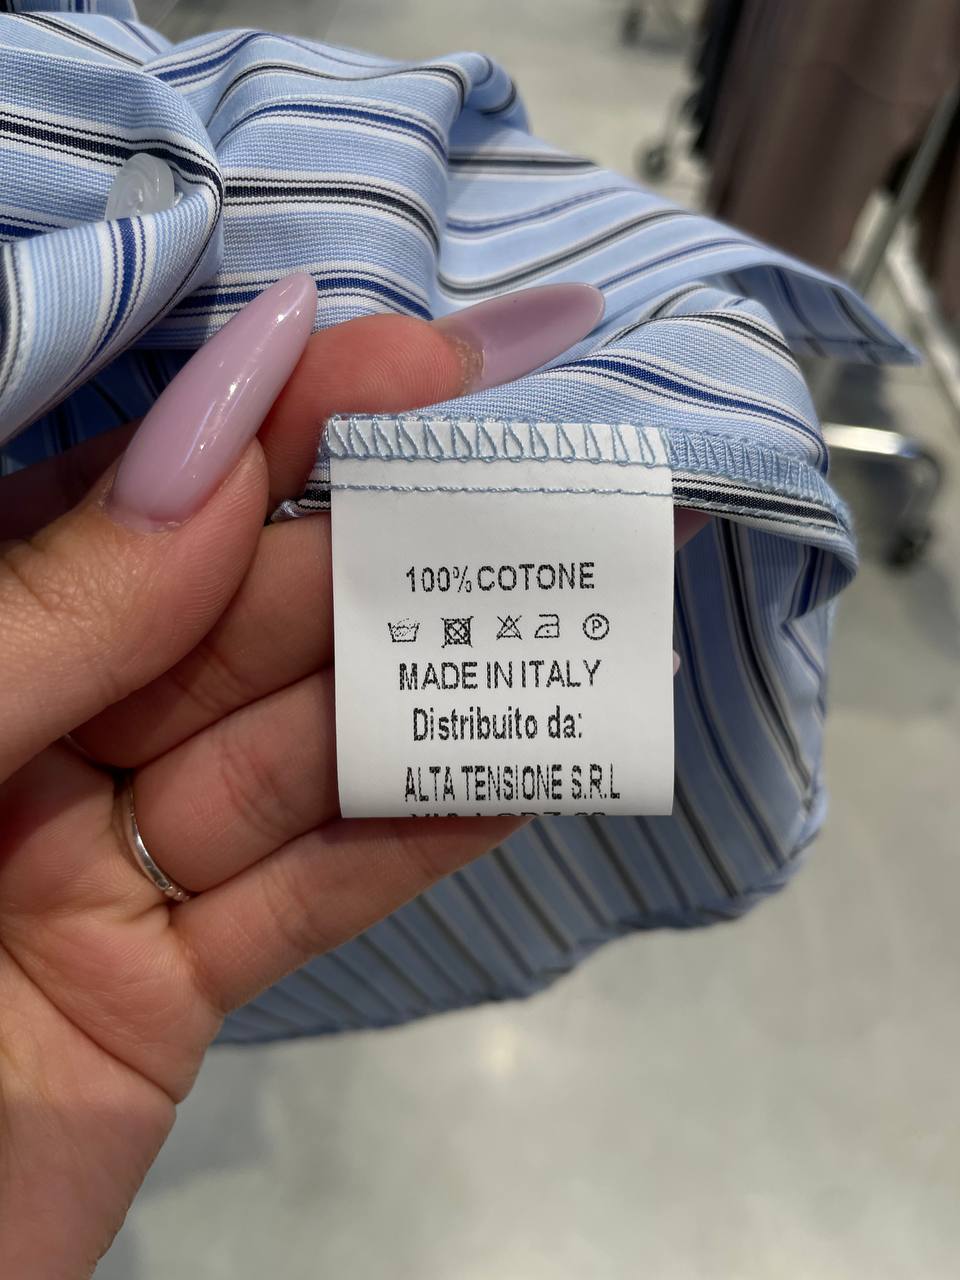 100% COTONE
P
MADE IN ITALY
Distribuito da:
ALTA TENSIONE S.R.L